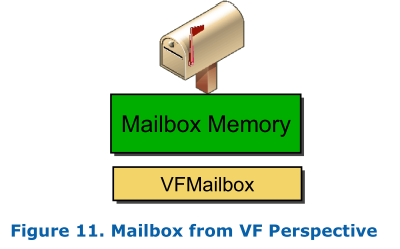 Mailbox Memory
VFMailbox
Figure 11. Mailbox from VF Perspective